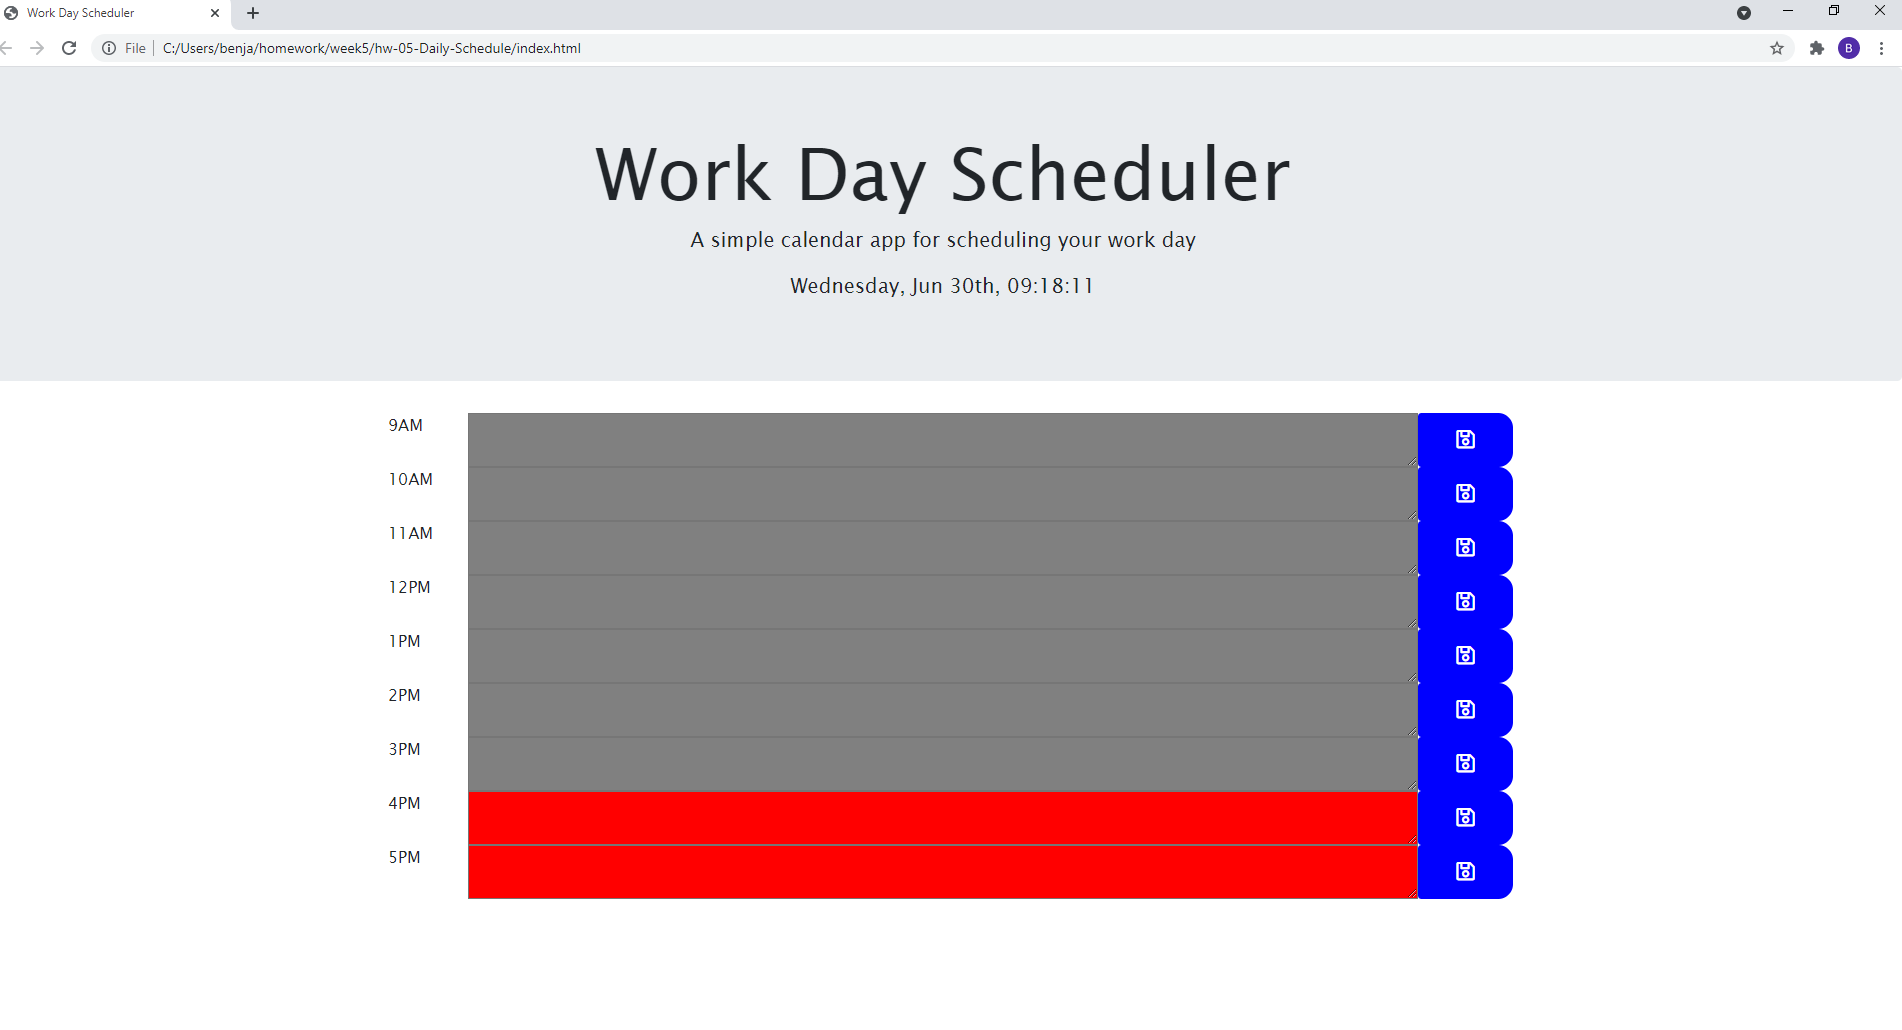 Work Day Scheduler
File C:/Users/benja/homework/week5/hw-05-Daily-Schedule/index.html
B
Work Day Scheduler
A simple calendar app for scheduling your work day
Wednesday, Jun 30th, 09:18:11
9AM
10AM
11AM
12PM
1PM
2PM
3PM
4PM
5PM